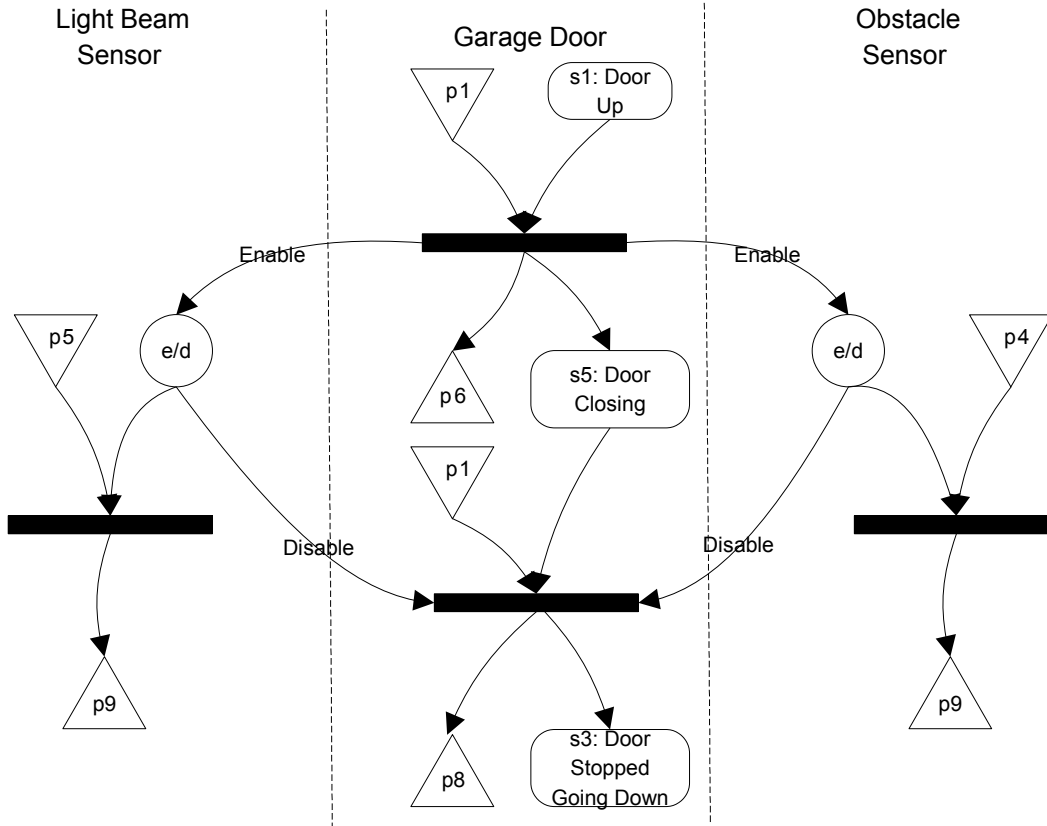 Light Beam
Sensor
Garage Door
Obstacle
Sensor
p1
s1: Door
Up
Enable
Enable
p5
e/d
p6
s5: Door
Closing
e/d
p4
p1
Disable
Disable
p9
p8
s3: Door
Stopped
Going Down
p9